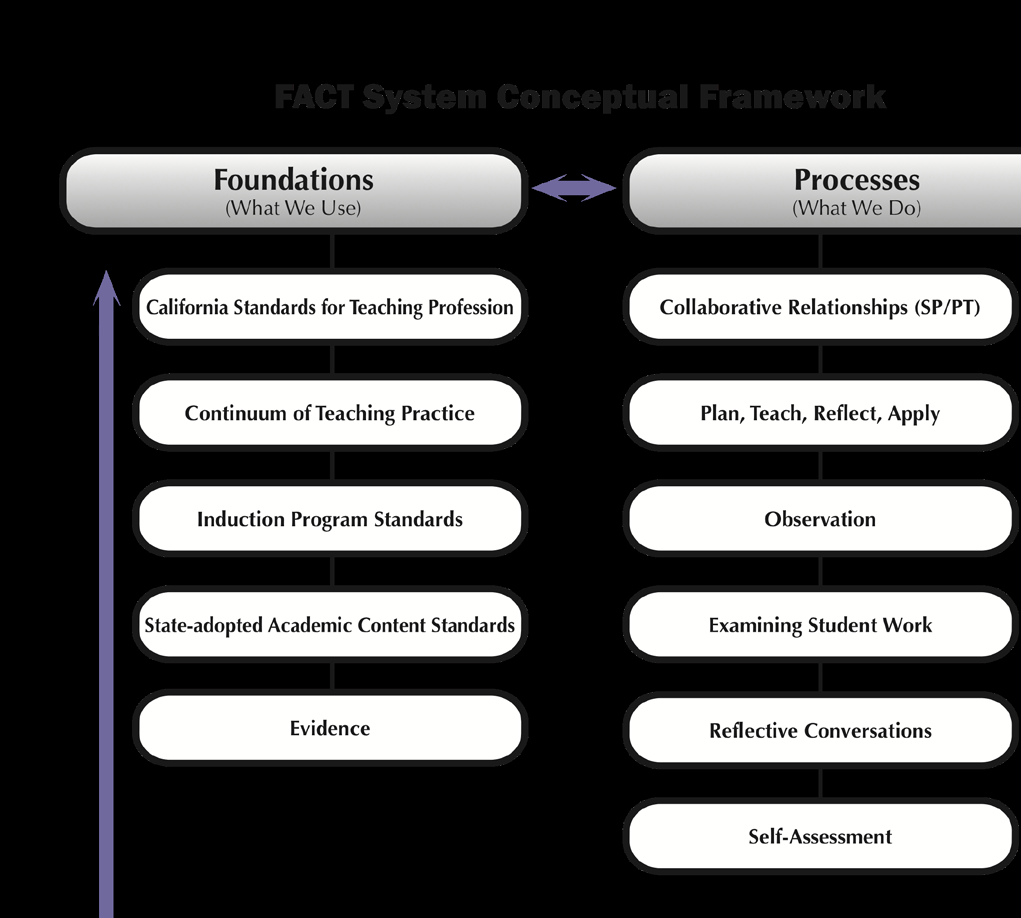 FACT System Conceptual Framework
Foundations
(What We Use)
California Standards for Teaching Profession
Continuum of Teaching Practice
Induction Program Standards
State-adopted Academic Content Standards
Evidence
Processes
(What We Do)
Collaborative Relationships (SP/PT)
Plan, Teach, Reflect, Apply
Observation
Examining Student Work
Reflective Conversations
Self-Assessment